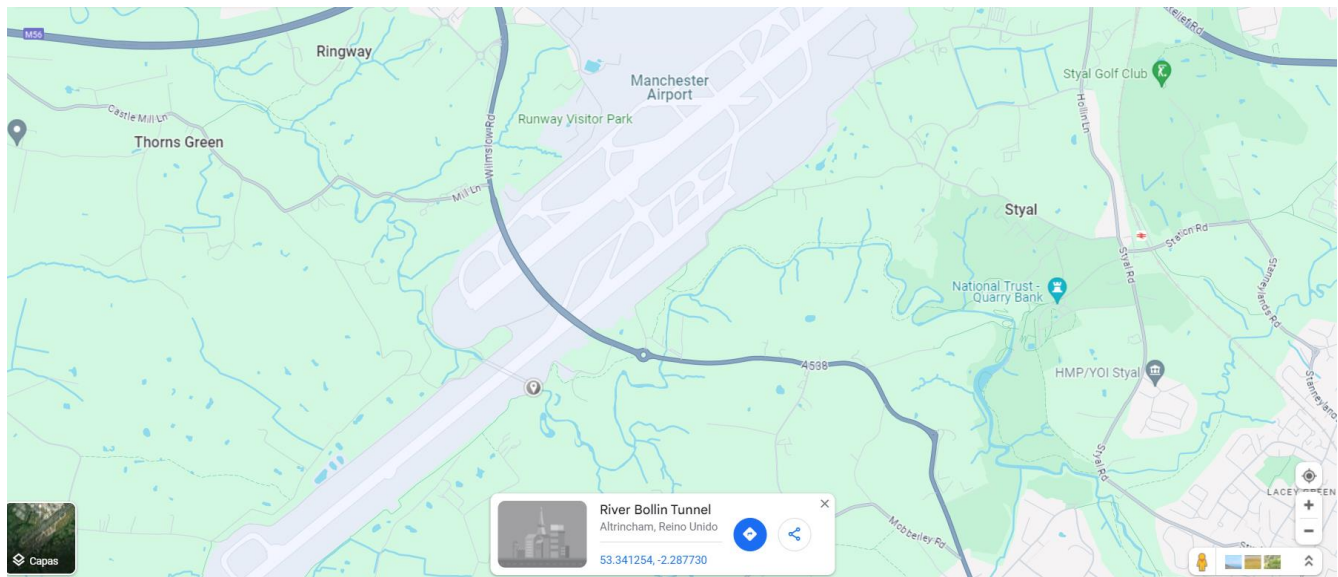 M56
Ringway
Castle Mill Ln
Thorns Green
Mill Ln
Wilmslow Rd
Manchester
Airport
Runway Visitor Park
Styal Golf Club
Hollin Ln
Styal
Station Rd
Styal Rd
Stanneylands Rd
National Trust -
Quarry Bank
A538
HMP/YOI Styal
Stanneyland
Styal Rd
LACEY GREEN
Mobberley Rd
River Bollin Tunnel
Altrincham, Reino Unido
53.341254, -2.287730
Capas